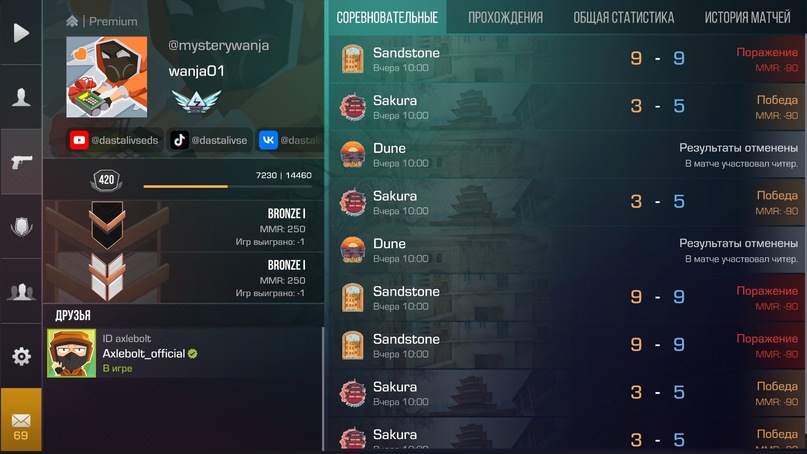 Premium
@mysterywanja
wanja01
@dastalivseds
@dastalivse
@dastali
420
7230 | 14460
BRONZE I
MMR: 250
Игр выиграно: -1
BRONZE I
MMR: 250
Игр выиграно: -1
ДРУЗЬЯ
ID axlebolt
Axlebolt_official
В игре
69
СОРЕВНОВАТЕЛЬНЫЕ
ПРОХОЖДЕНИЯ
ОБЩАЯ СТАТИСТИКА
ИСТОРИЯ МАТЧЕЙ
Sandstone
Вчера 10:00
9 - 9
Поражение
MMR: -90
Sakura
Вчера 10:00
3 - 5
Победа
MMR: -90
Dune
Вчера 10:00
Результаты отменены
В матче участвовал читер.
Sakura
Вчера 10:00
3 - 5
Победа
MMR: -90
Dune
Вчера 10:00
Результаты отменены
В матче участвовал читер.
Sandstone
Вчера 10:00
9 - 9
Поражение
MMR: -90
Sandstone
Вчера 10:00
9 - 9
Поражение
MMR: -90
Sakura
Вчера 10:00
3 - 5
Победа
MMR: -90
Sakura
Вчера 10:00
3 - 5
Победа
MMR: -90